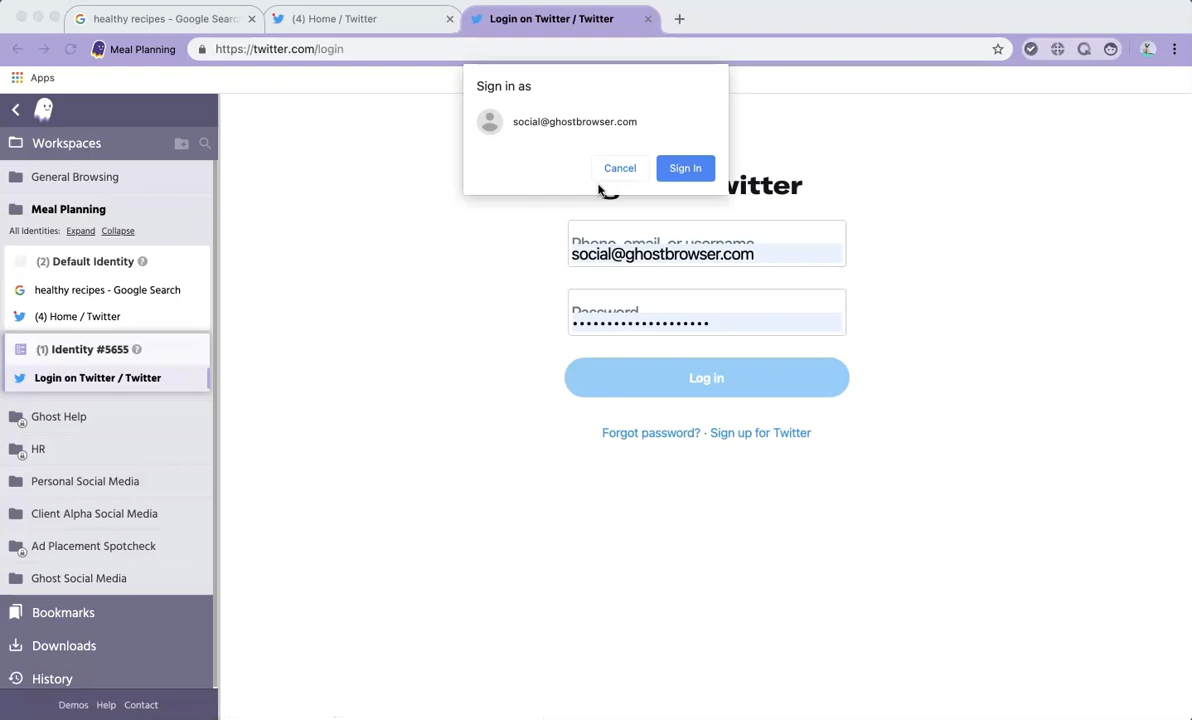 healthy recipes - Google Searc
(4) Home / Twitter
Login on Twitter / Twitter
Meal Planning
https://twitter.com/login
Apps
Sign in as
social@ghostbrowser.com
Cancel
Sign In
Workspaces
General Browsing
Meal Planning
All Identities: Expand Collapse
(2) Default Identity
healthy recipes - Google Search
(4) Home / Twitter
(1) Identity #5655
Login on Twitter / Twitter
Ghost Help
HR
Personal Social Media
Client Alpha Social Media
Ad Placement Spotcheck
Ghost Social Media
Bookmarks
Downloads
History
Demos Help Contact
witter
Phone, email, or username
social@ghostbrowser.com
Password
••••••••••••••••••••
Log in
Forgot password? · Sign up for Twitter